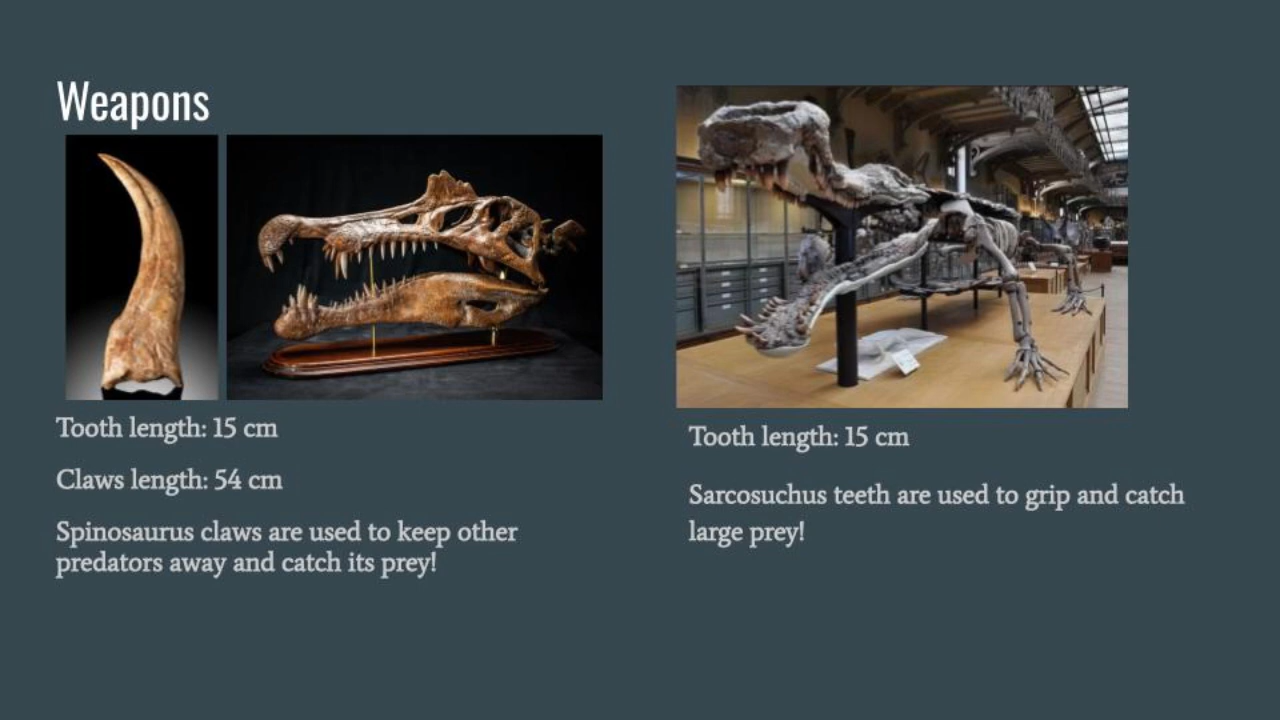 Weapons
Tooth length: 15 cm
Claws length: 54 cm
Spinosaurus claws are used to keep other
predators away and catch its prey!
Tooth length: 15 cm
Sarcosuchus teeth are used to grip and catch
large prey!